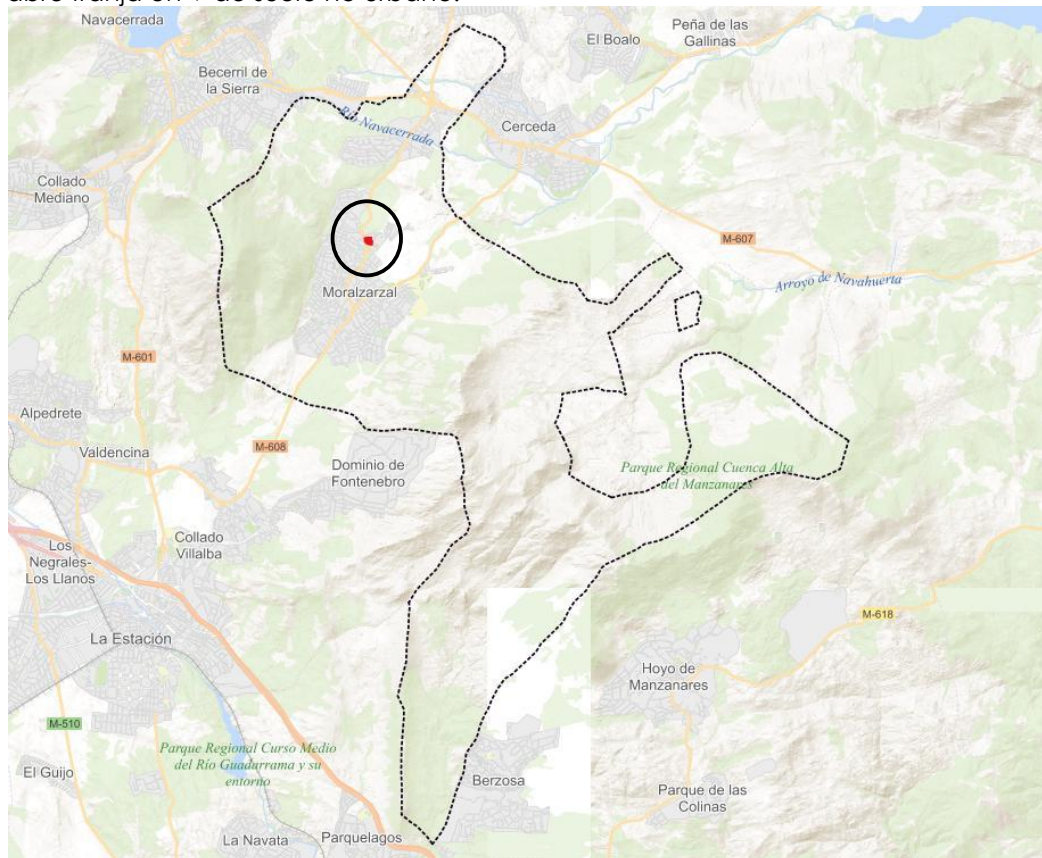 Navacerrada
Peña de las
Gallinas
El Boalo
Becerril de
la Sierra
Río Navacerrada
Cerceda
Collado
Mediano
M-607
Arroyo de Navahuerta
Moralzarzal
M-601
Alpedrete
M-608
Valdencina
Dominio de
Fontenebro
Parque Regional Cuenca Alta
del Manzanares
Collado
Villalba
Los
Negrales-
Los Llanos
M-618
La Estación
Hoyo de
Manzanares
M-510
Parque Regional Curso Medio
del Río Guadarrama y su
entorno
El Guijo
Berzosa
Parque de las
Colinas
La Navata
Parquelagos